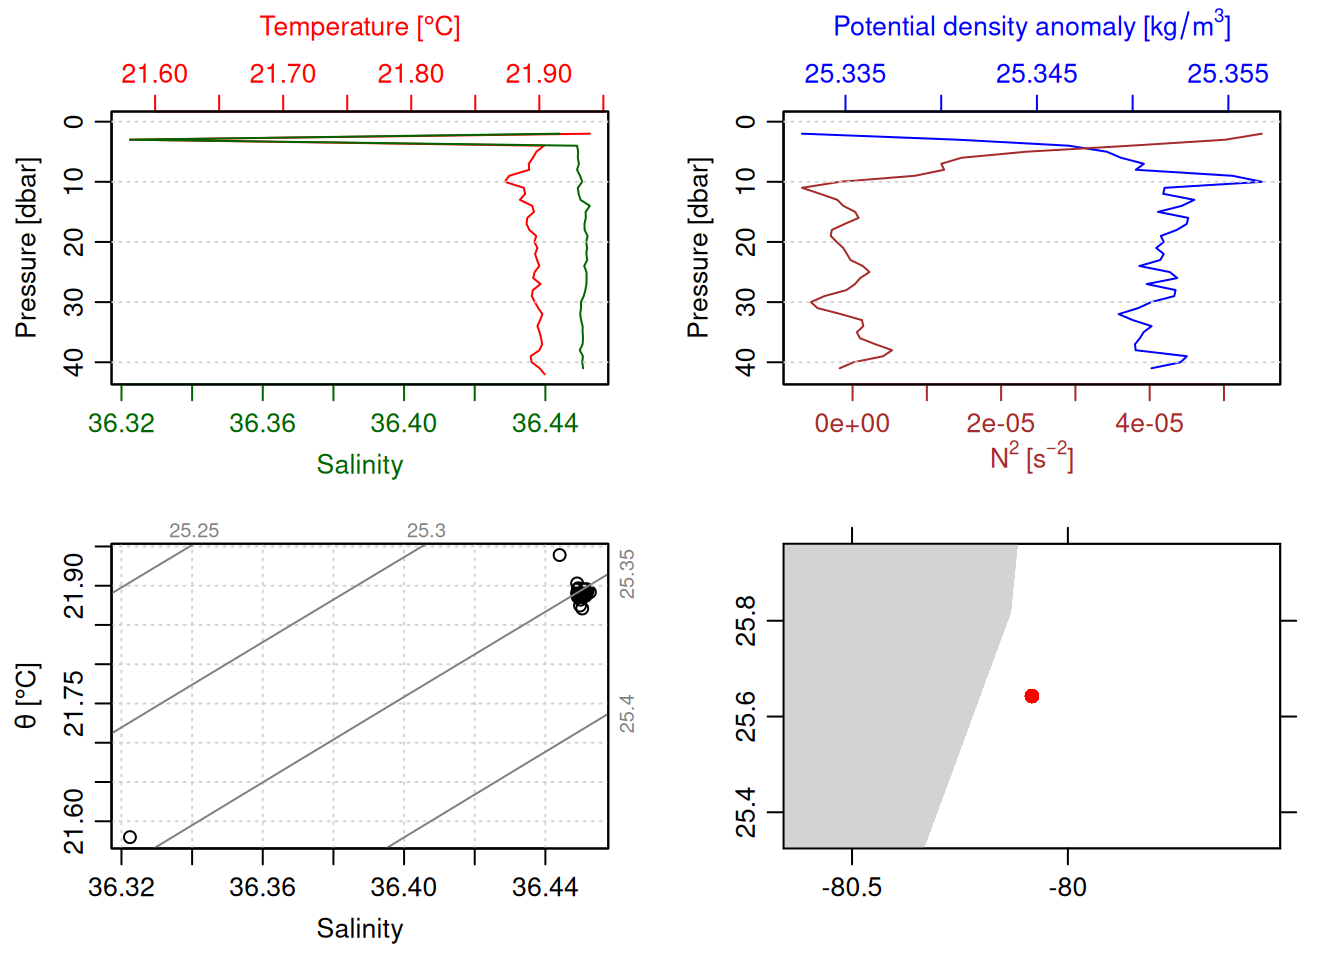 Temperature [°C]
21.60 21.70 21.80 21.90
Pressure [dbar]
0 10 20 30 40
36.32 36.36 36.40 36.44
Salinity
Potential density anomaly [kg/m³]
25.335 25.345 25.355
Pressure [dbar]
0 10 20 30 40
0e+00 2e-05 4e-05
N² [s⁻²]
25.25 25.3
25.35
25.4
θ [°C]
21.90 21.75 21.60
36.32 36.36 36.40 36.44
Salinity
25.8 25.6 25.4
-80.5 -80